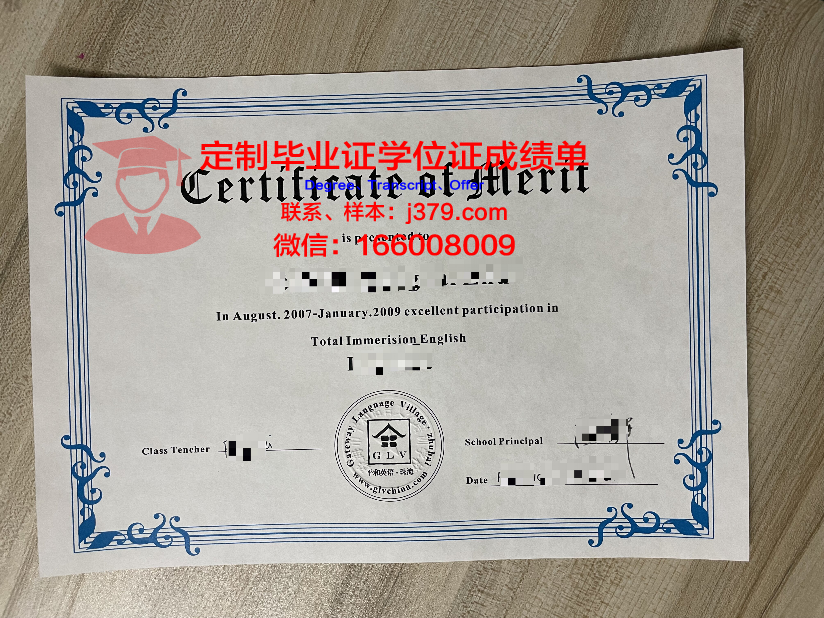 定制毕业证学位证成绩单
Certificate of Merit
Degree、Transcript、Offer
联系、样本：j379.com
is presented to
微信：166008009
In August. 2007-January.2009 excellent participation in
Total Immerision English
Class Tencher
Gateway Language Village · zhuhai
GLV
www.glvchina.com
School Principal
Date